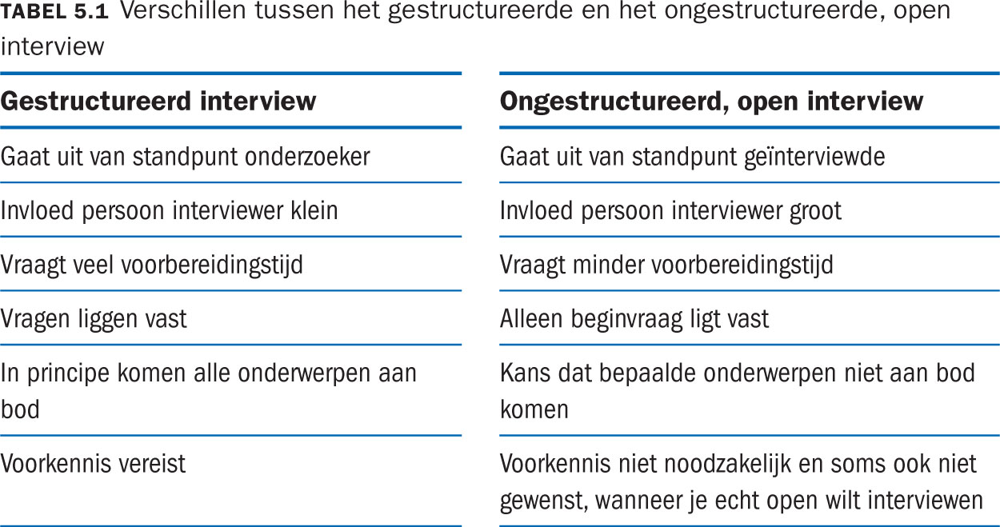 TABEL 5.1 Verschillen tussen het gestructureerde en het ongestructureerde, open
interview
Gestructureerd interview
Ongestructureerd, open interview
Gaat uit van standpunt onderzoeker
Gaat uit van standpunt geïnterviewde
Invloed persoon interviewer klein
Invloed persoon interviewer groot
Vraagt veel voorbereidingstijd
Vraagt minder voorbereidingstijd
Vragen liggen vast
Alleen beginvraag ligt vast
In principe komen alle onderwerpen aan
bod
Kans dat bepaalde onderwerpen niet aan bod
komen
Voorkennis vereist
Voorkennis niet noodzakelijk en soms ook niet
gewenst, wanneer je echt open wilt interviewen